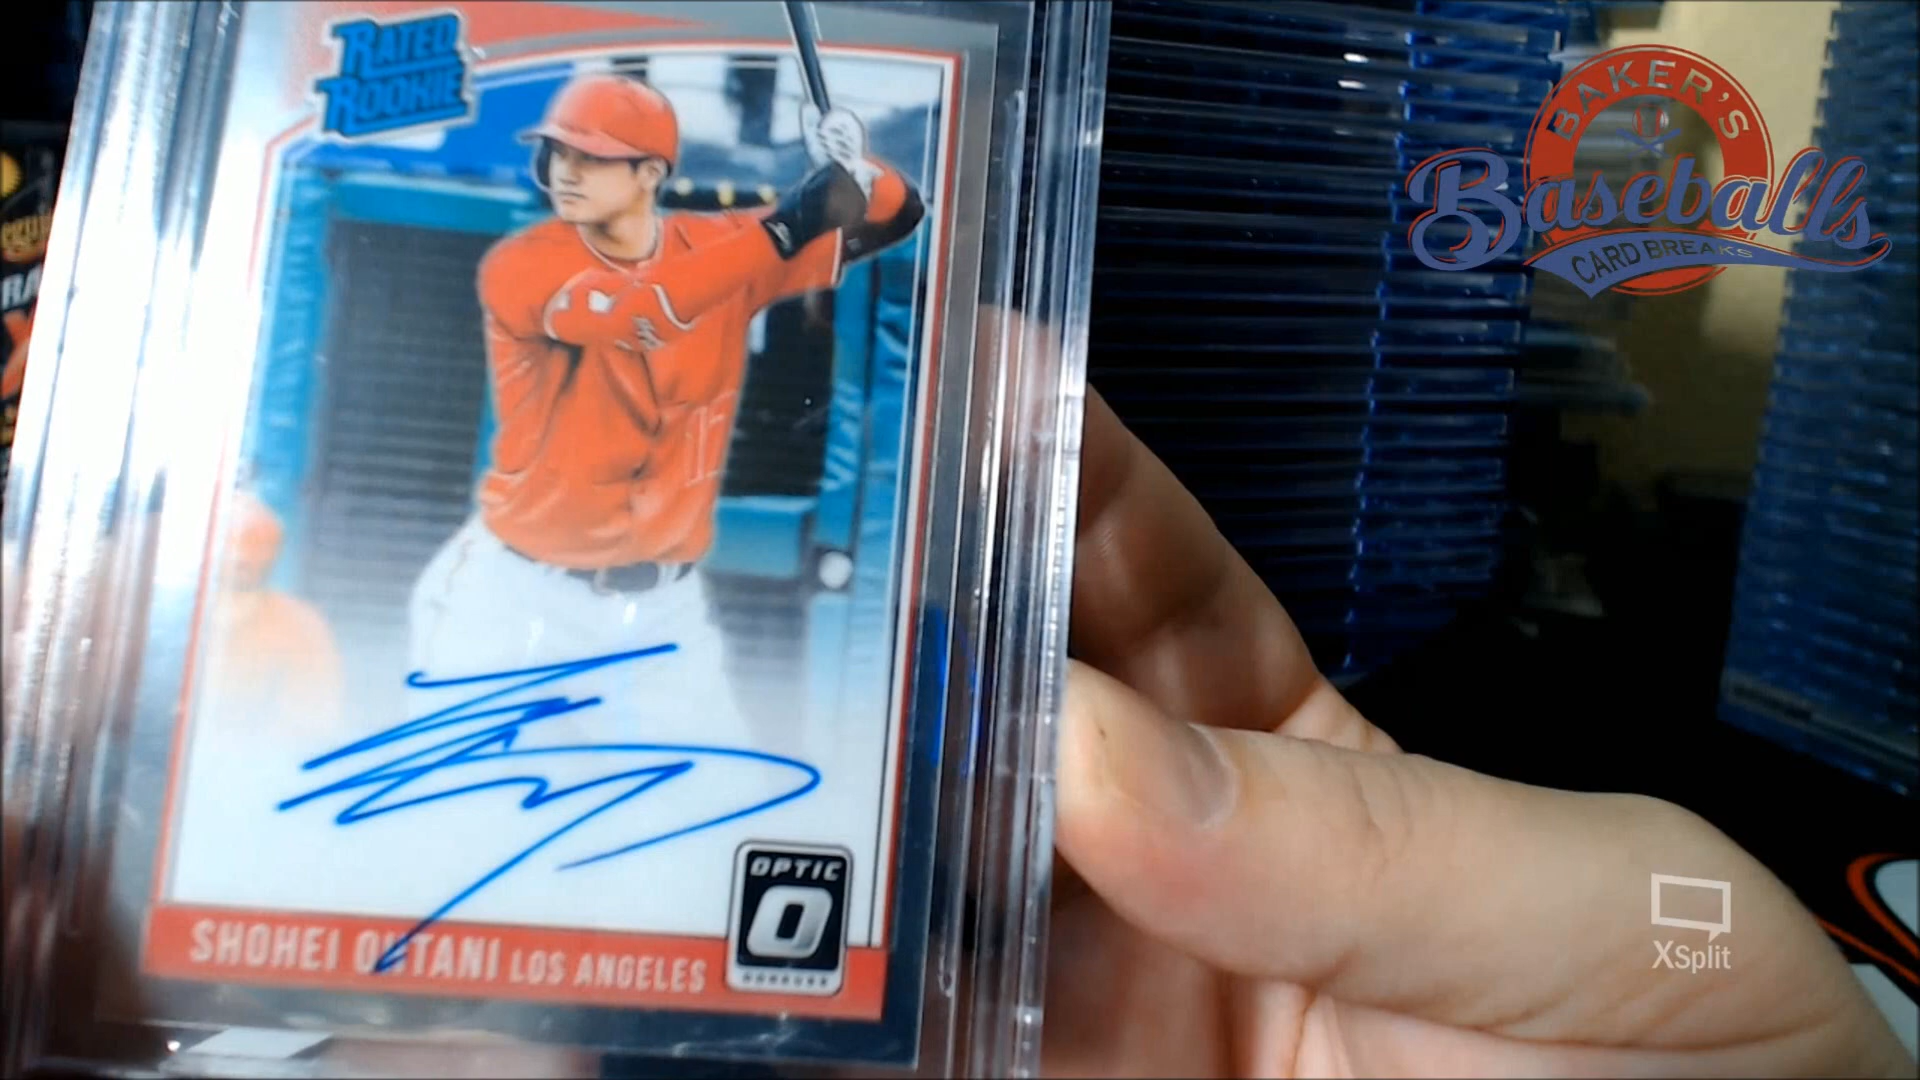 RATED
ROOKIE
SHOHEI OHTANI LOS ANGELES
OPTIC
BAKER'S
Baseballs
CARD BREAKS
XSplit